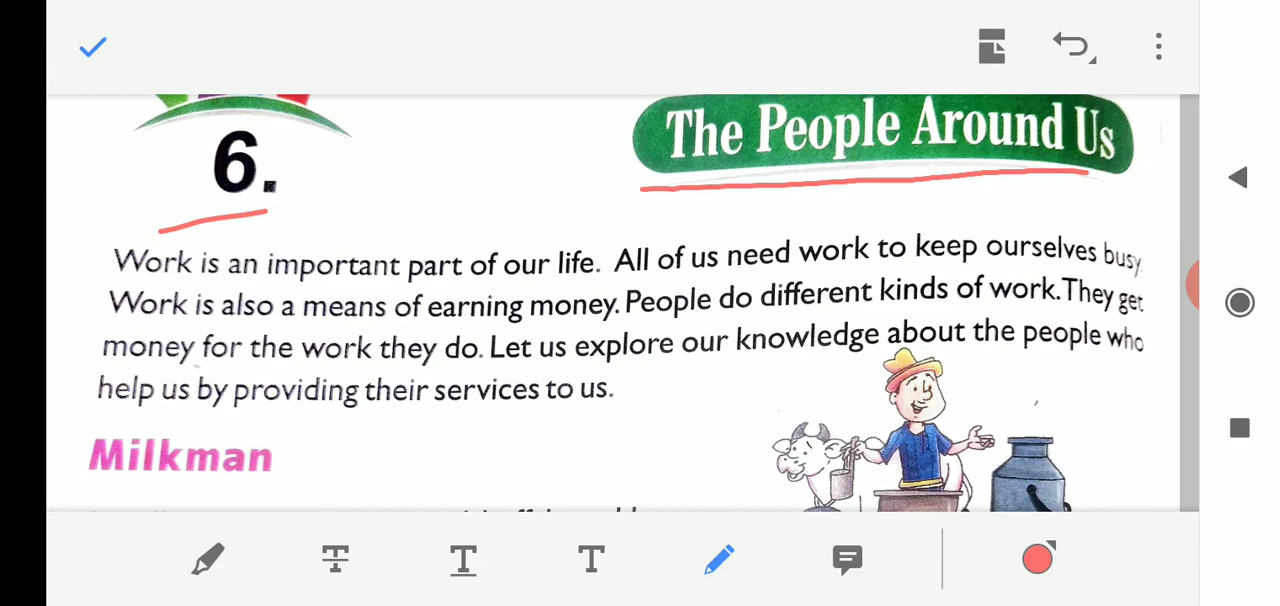 6.
The People Around Us
Work is an important part of our life. All of us need work to keep ourselves busy.
Work is also a means of earning money. People do different kinds of work. They get
money for the work they do. Let us explore our knowledge about the people who
help us by providing their services to us.
Milkman